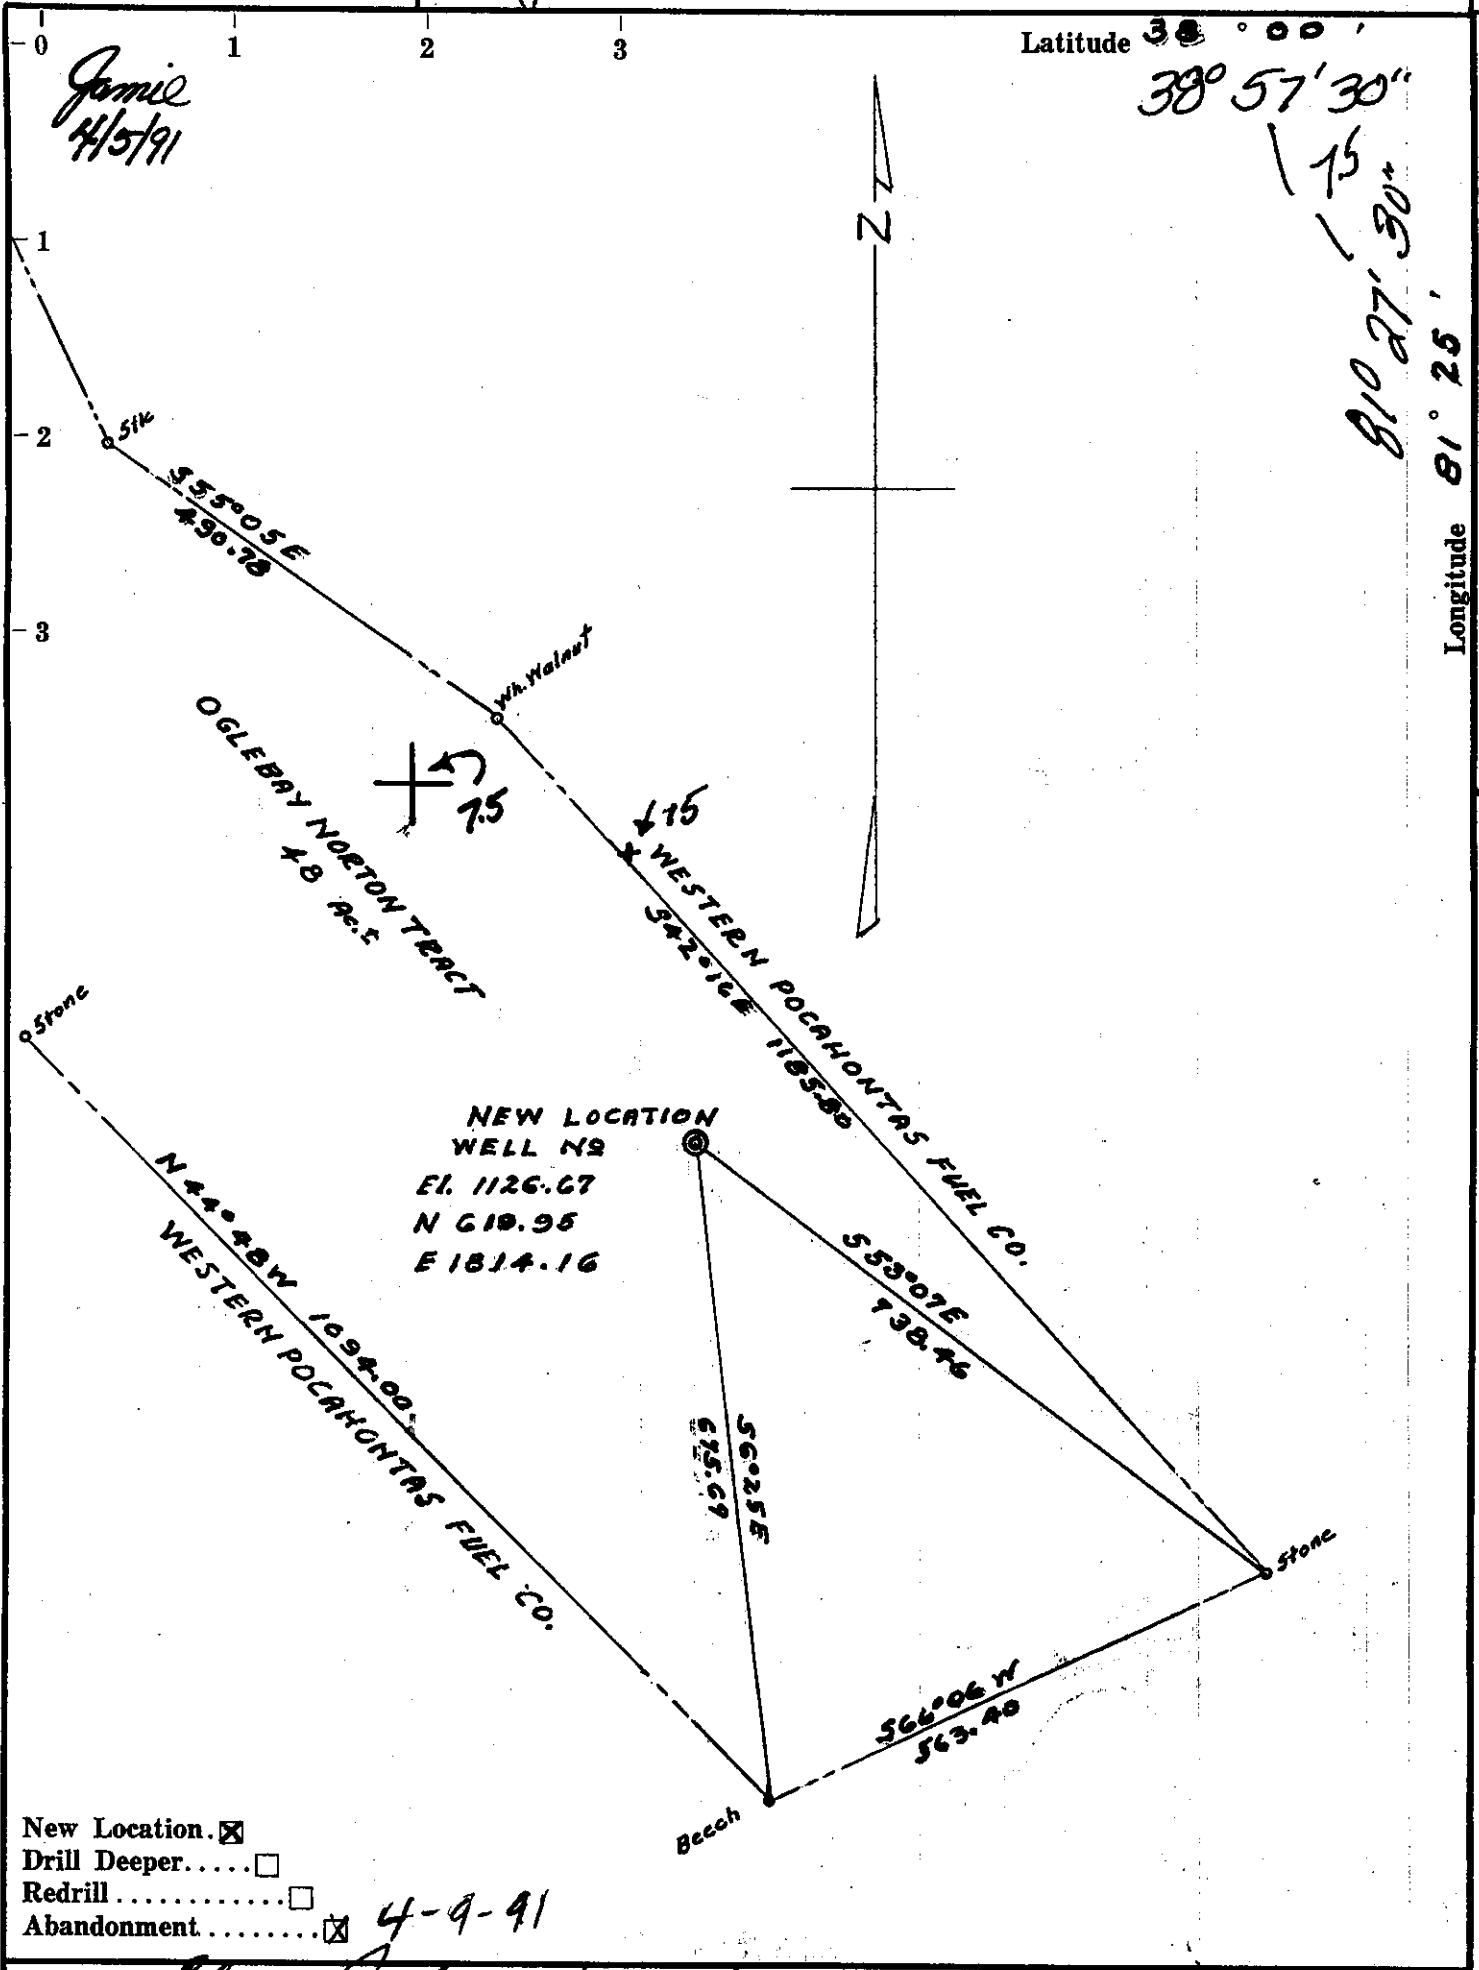 0 1 2 3
Latitude 38 ° 00 '
38° 57' 30"
Jamie
4/5/91
15
81° 27' 30"
Longitude 81 ° 25 '
1
2
3
Stk
S55°05E
490.78
Wh. Walnut
OGLEBAY NORTON TRACT
48 Ac.±
7.5
15
WESTERN POCAHONTAS FUEL CO.
S42°16E 1185.80
Stone
N
NEW LOCATION
WELL No
El. 1126.67
N 619.95
E 1814.16
N44°48W 1094.00
WESTERN POCAHONTAS FUEL CO.
S53°07E
738.46
S6°25E
675.69
Stone
S66°06W
563.40
Beech
New Location. ☒
Drill Deeper..... ☐
Redrill ............ ☐
Abandonment ........ ☒ 4-9-91